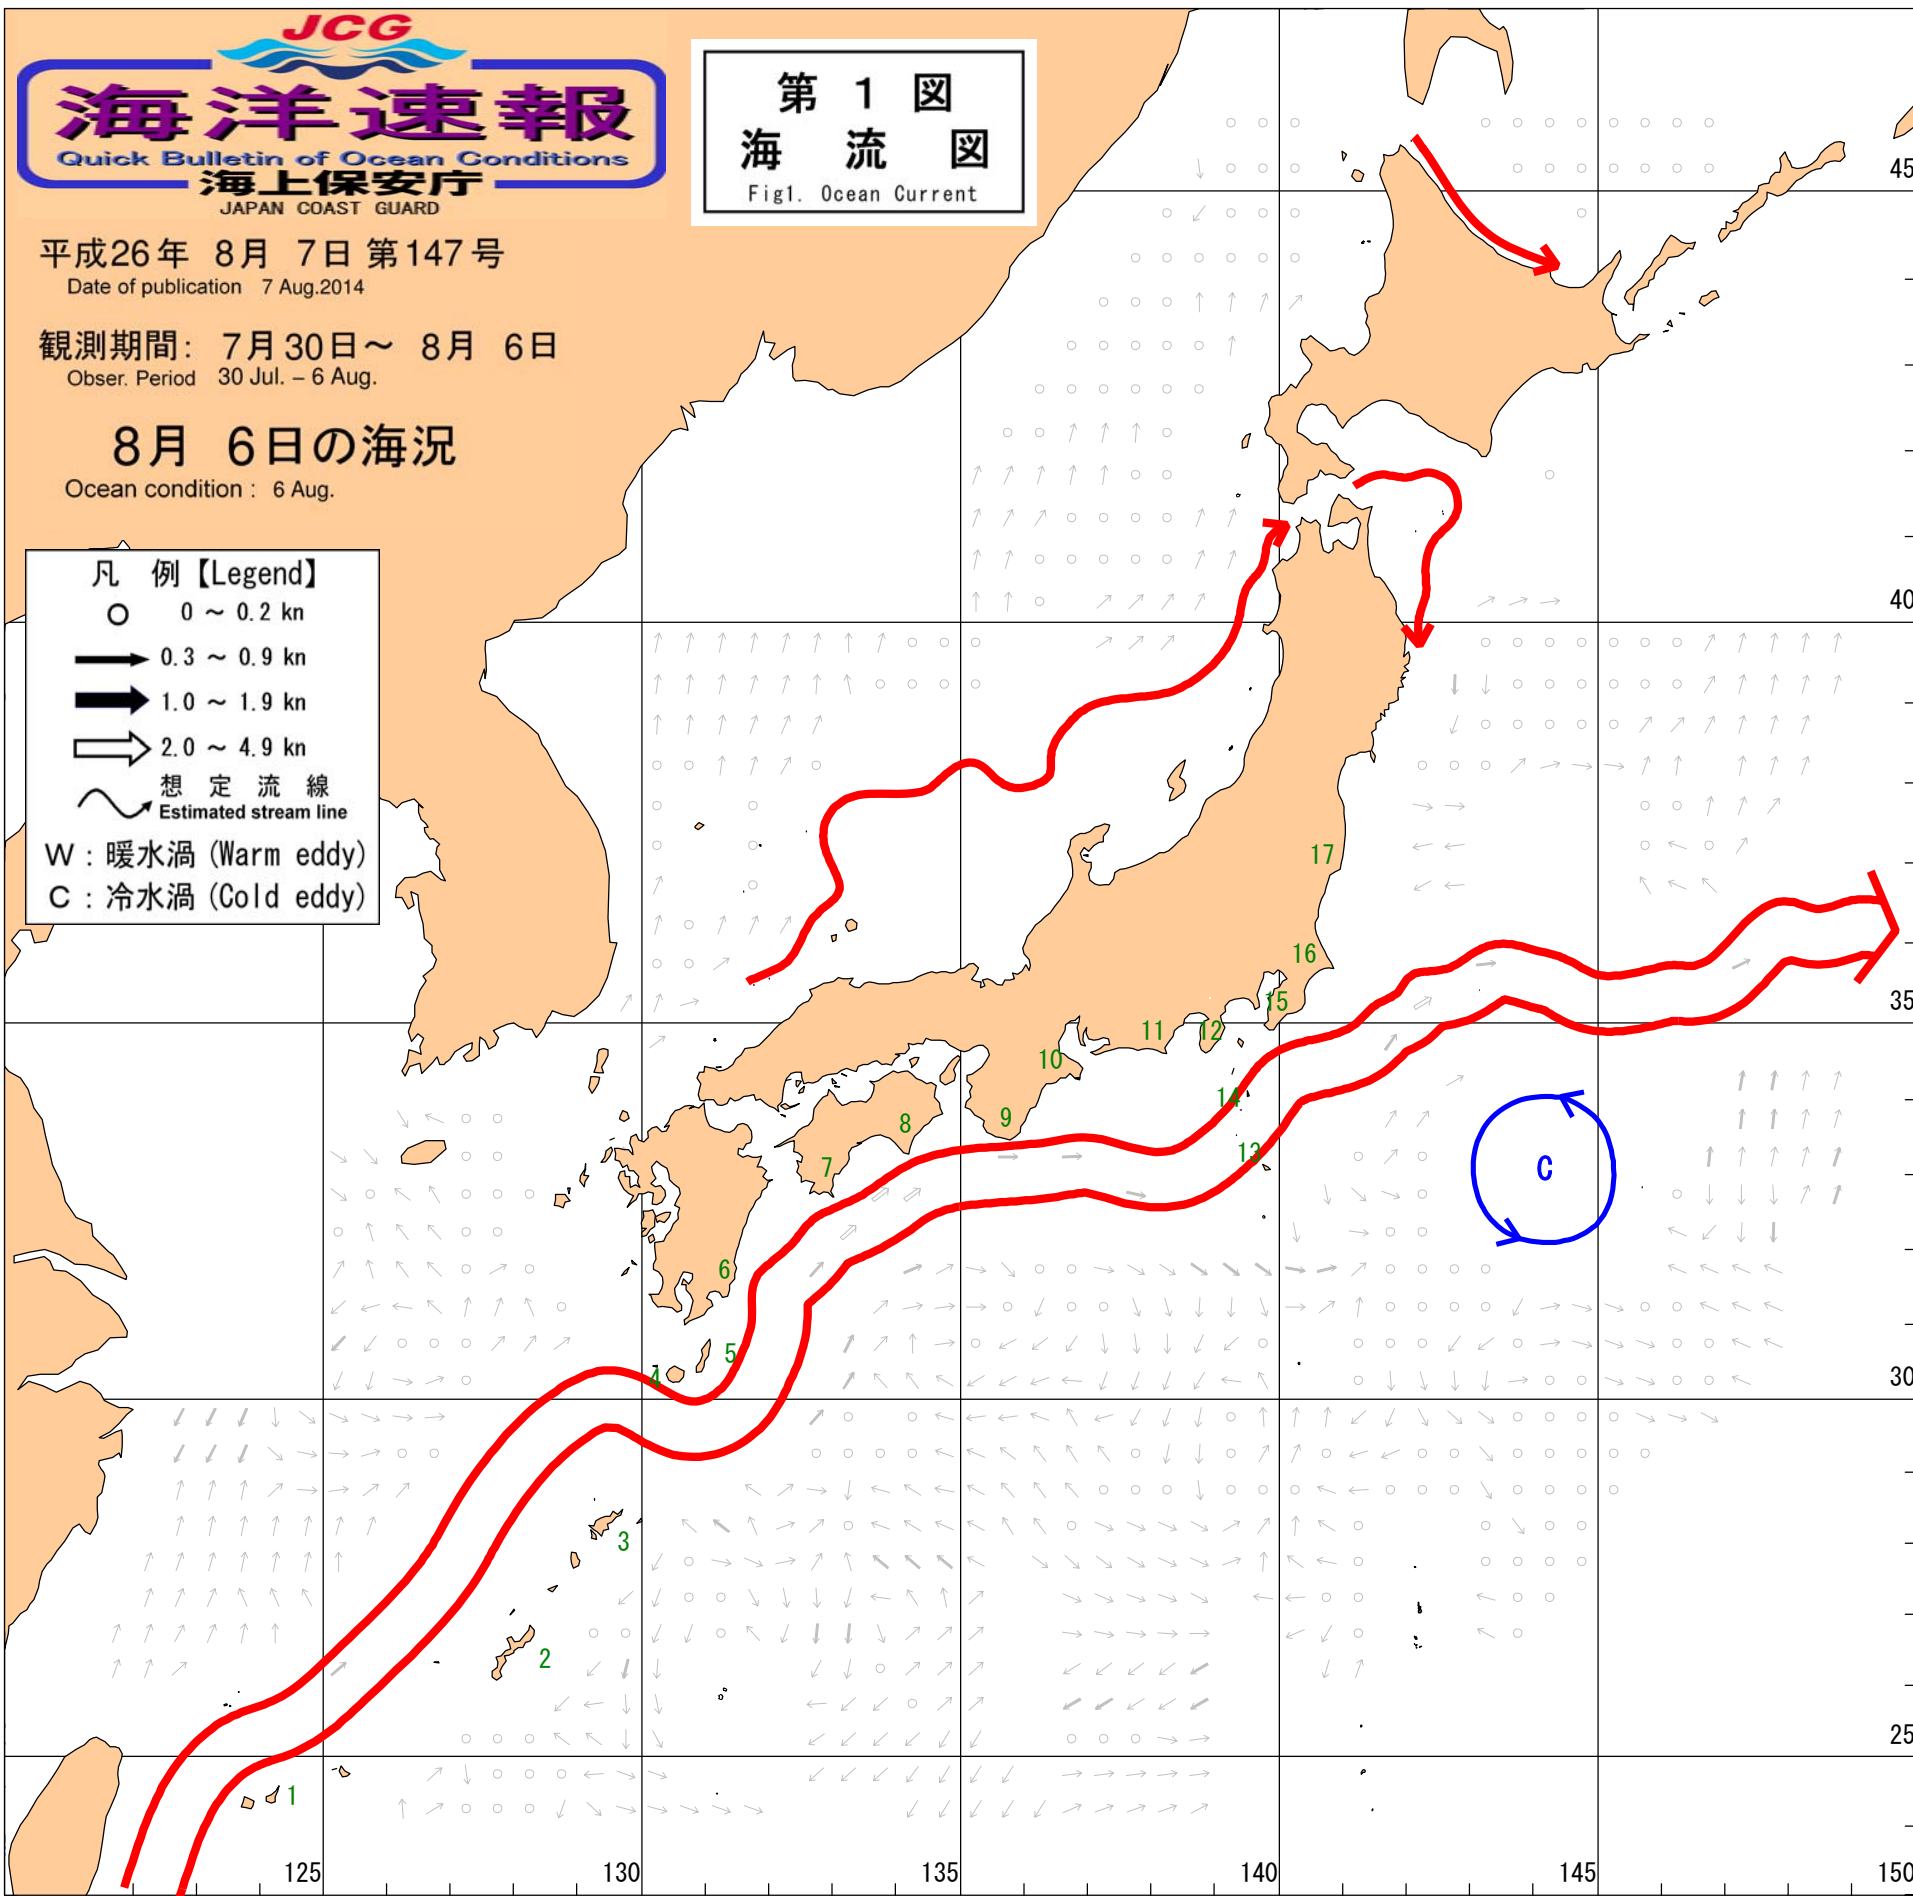 JCG
海洋速報
Quick Bulletin of Ocean Conditions
海上保安庁
JAPAN COAST GUARD
平成26年 8月 7日 第147号
Date of publication 7 Aug.2014
観測期間: 7月30日～ 8月 6日
Obser. Period 30 Jul. – 6 Aug.
8月 6日の海況
Ocean condition : 6 Aug.
第 1 図
海 流 図
Fig1. Ocean Current
凡 例【Legend】
0 ～ 0.2 kn
0.3 ～ 0.9 kn
1.0 ～ 1.9 kn
2.0 ～ 4.9 kn
想 定 流 線
Estimated stream line
W : 暖水渦 (Warm eddy)
C : 冷水渦 (Cold eddy)
45
40
17
16
35
15
11
12
10
14
9
8
13
7
C
6
5
4
30
3
2
25
1
125
130
135
140
145
150